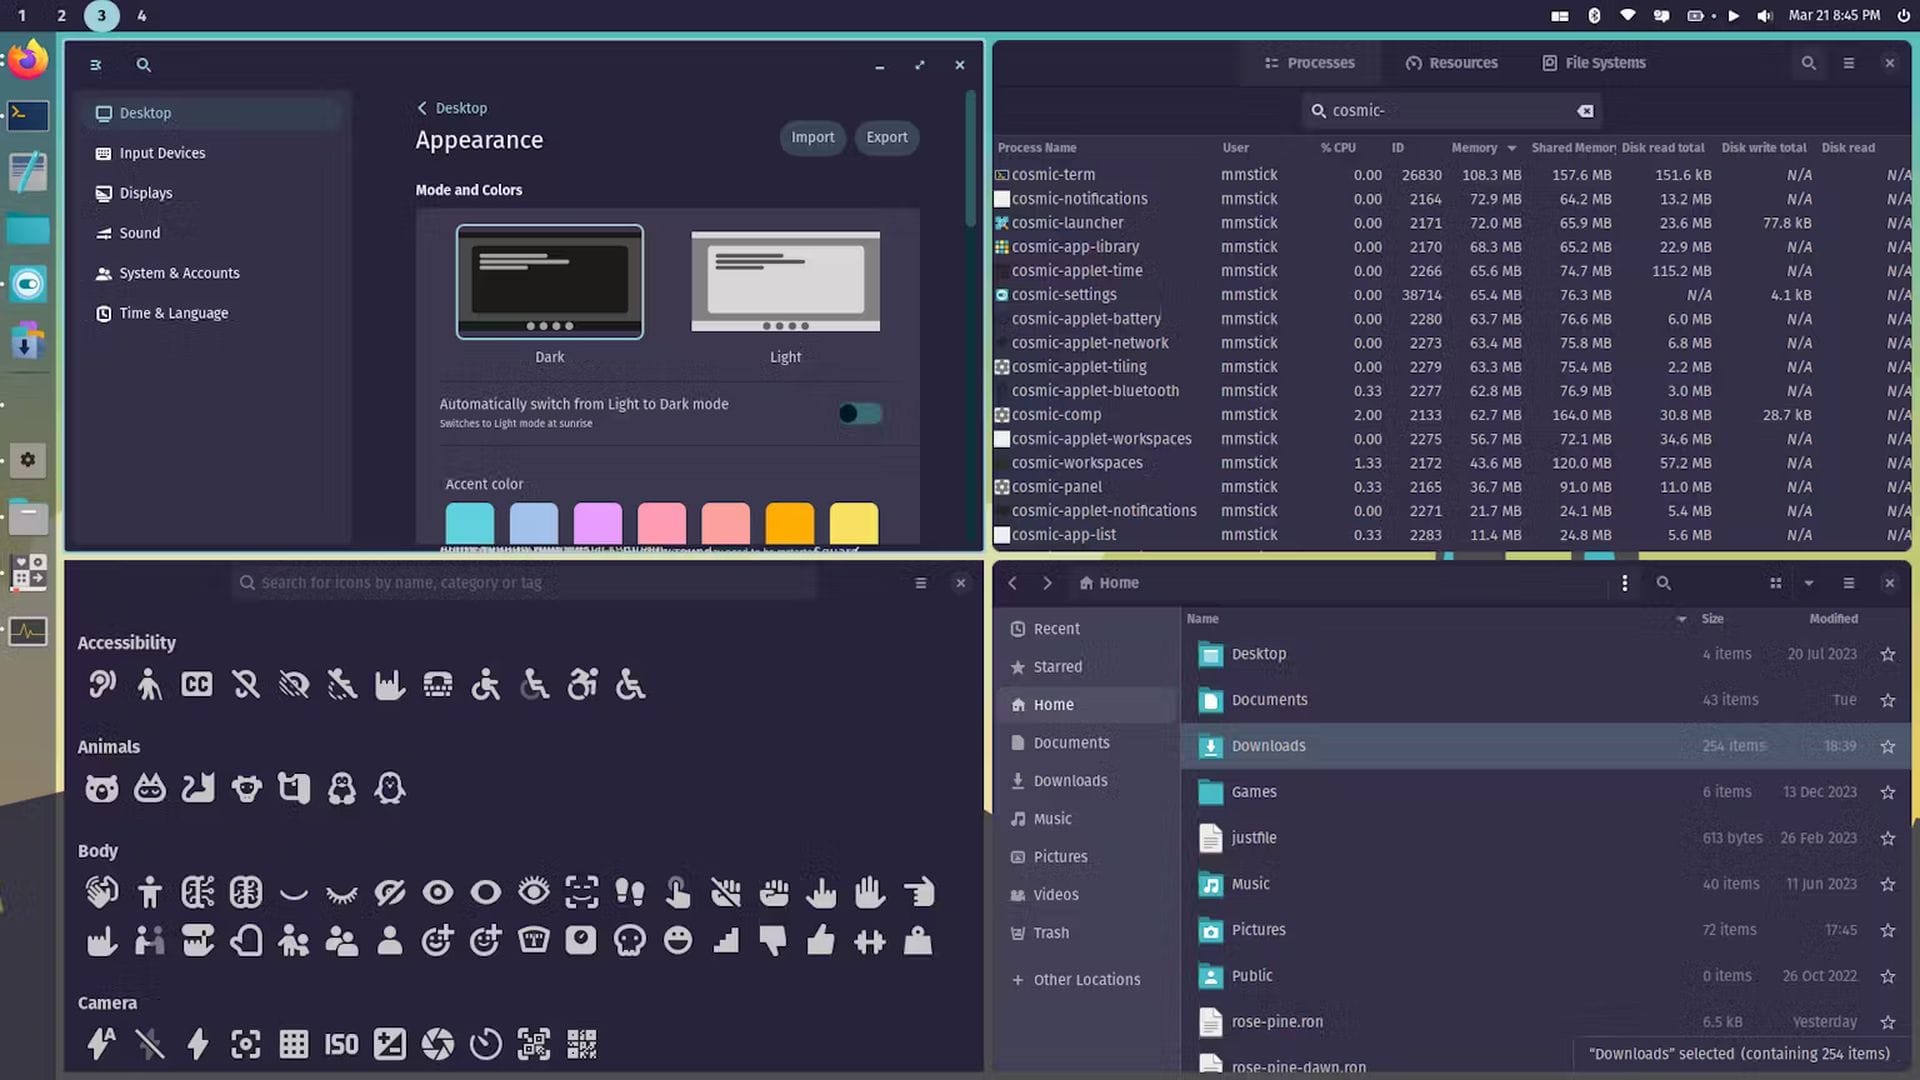 1 2 3 4
Mar 21 8:45 PM
Desktop
Input Devices
Displays
Sound
System & Accounts
Time & Language
Desktop
Appearance
Import Export
Mode and Colors
Dark Light
Automatically switch from Light to Dark mode
Switches to Light mode at sunrise
Accent color
Processes Resources File Systems
cosmic-
Process Name User % CPU ID Memory Shared Memory Disk read total Disk write total Disk read
cosmic-term mmstick 0.00 26830 108.3 MB 157.6 MB 151.6 kB N/A N/A
cosmic-notifications mmstick 0.00 2164 72.9 MB 64.2 MB 13.2 MB N/A N/A
cosmic-launcher mmstick 0.00 2171 72.0 MB 65.9 MB 23.6 MB 77.8 kB N/A
cosmic-app-library mmstick 0.00 2170 68.3 MB 65.2 MB 22.9 MB N/A N/A
cosmic-applet-time mmstick 0.00 2266 65.6 MB 74.7 MB 115.2 MB N/A N/A
cosmic-settings mmstick 0.00 38714 65.4 MB 76.3 MB N/A 4.1 kB N/A
cosmic-applet-battery mmstick 0.00 2280 63.7 MB 76.6 MB 6.0 MB N/A N/A
cosmic-applet-network mmstick 0.00 2273 63.4 MB 75.8 MB 6.8 MB N/A N/A
cosmic-applet-tiling mmstick 0.00 2279 63.3 MB 75.4 MB 2.2 MB N/A N/A
cosmic-applet-bluetooth mmstick 0.33 2277 62.8 MB 76.9 MB 3.0 MB N/A N/A
cosmic-comp mmstick 2.00 2133 62.7 MB 164.0 MB 30.8 MB 28.7 kB N/A
cosmic-applet-workspaces mmstick 0.00 2275 56.7 MB 72.1 MB 34.6 MB N/A N/A
cosmic-workspaces mmstick 1.33 2172 43.6 MB 120.0 MB 57.2 MB N/A N/A
cosmic-panel mmstick 0.33 2165 36.7 MB 91.0 MB 11.0 MB N/A N/A
cosmic-applet-notifications mmstick 0.00 2271 21.7 MB 24.1 MB 5.4 MB N/A N/A
cosmic-app-list mmstick 0.33 2283 11.4 MB 24.8 MB 5.6 MB N/A N/A
Search for icons by name, category or tag
Accessibility
CC
Animals
Body
Camera
A ISO
Home
Recent
Starred
Home
Documents
Downloads
Music
Pictures
Videos
Trash
Other Locations
Name Size Modified
Desktop 4 items 20 Jul 2023
Documents 43 items Tue
Downloads 254 items 18:39
Games 6 items 13 Dec 2023
justfile 613 bytes 26 Feb 2023
Music 40 items 11 Jun 2023
Pictures 72 items 17:45
Public 0 items 26 Oct 2022
rose-pine.ron 6.5 kB Yesterday
rose-pine-dawn.ron
“Downloads” selected (containing 254 items)